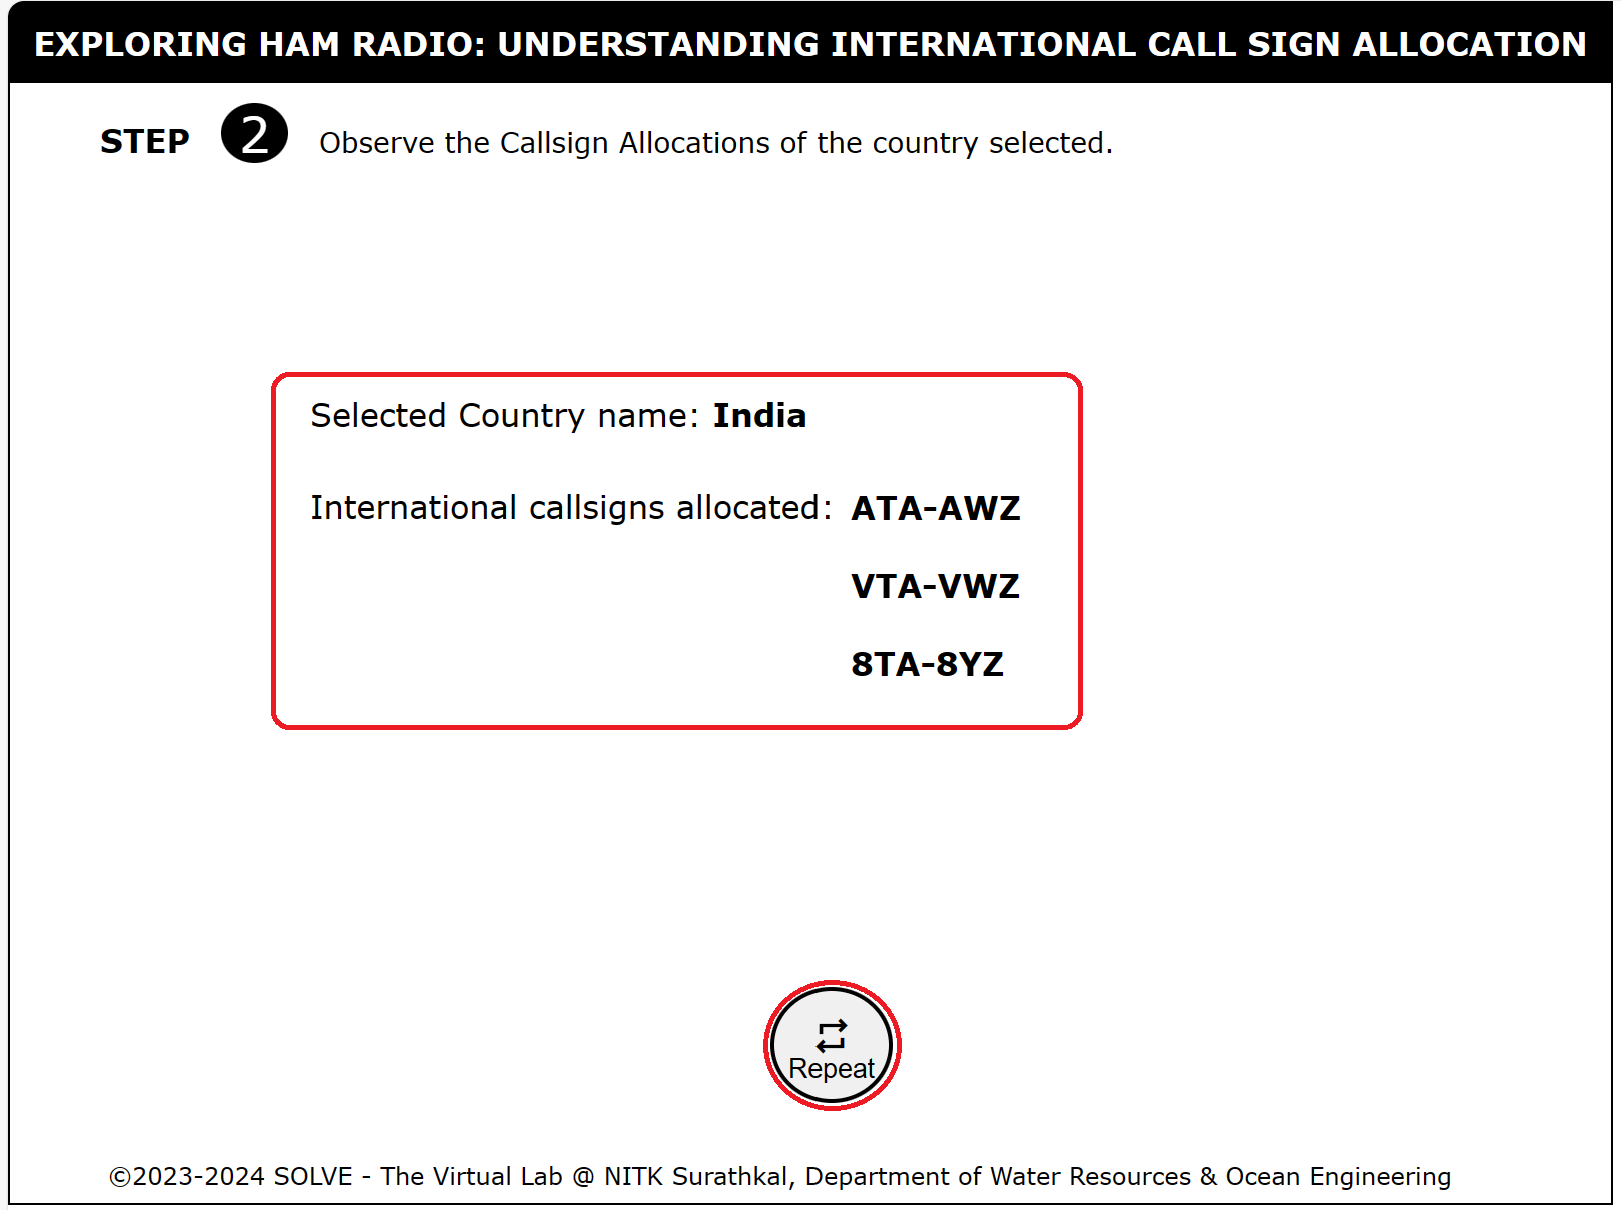 EXPLORING HAM RADIO: UNDERSTANDING INTERNATIONAL CALL SIGN ALLOCATION
STEP 2 Observe the Callsign Allocations of the country selected.
Selected Country name: India
International callsigns allocated: ATA–AWZ
VTA–VWZ
8TA–8YZ
Repeat
©2023-2024 SOLVE - The Virtual Lab @ NITK Surathkal, Department of Water Resources & Ocean Engineering